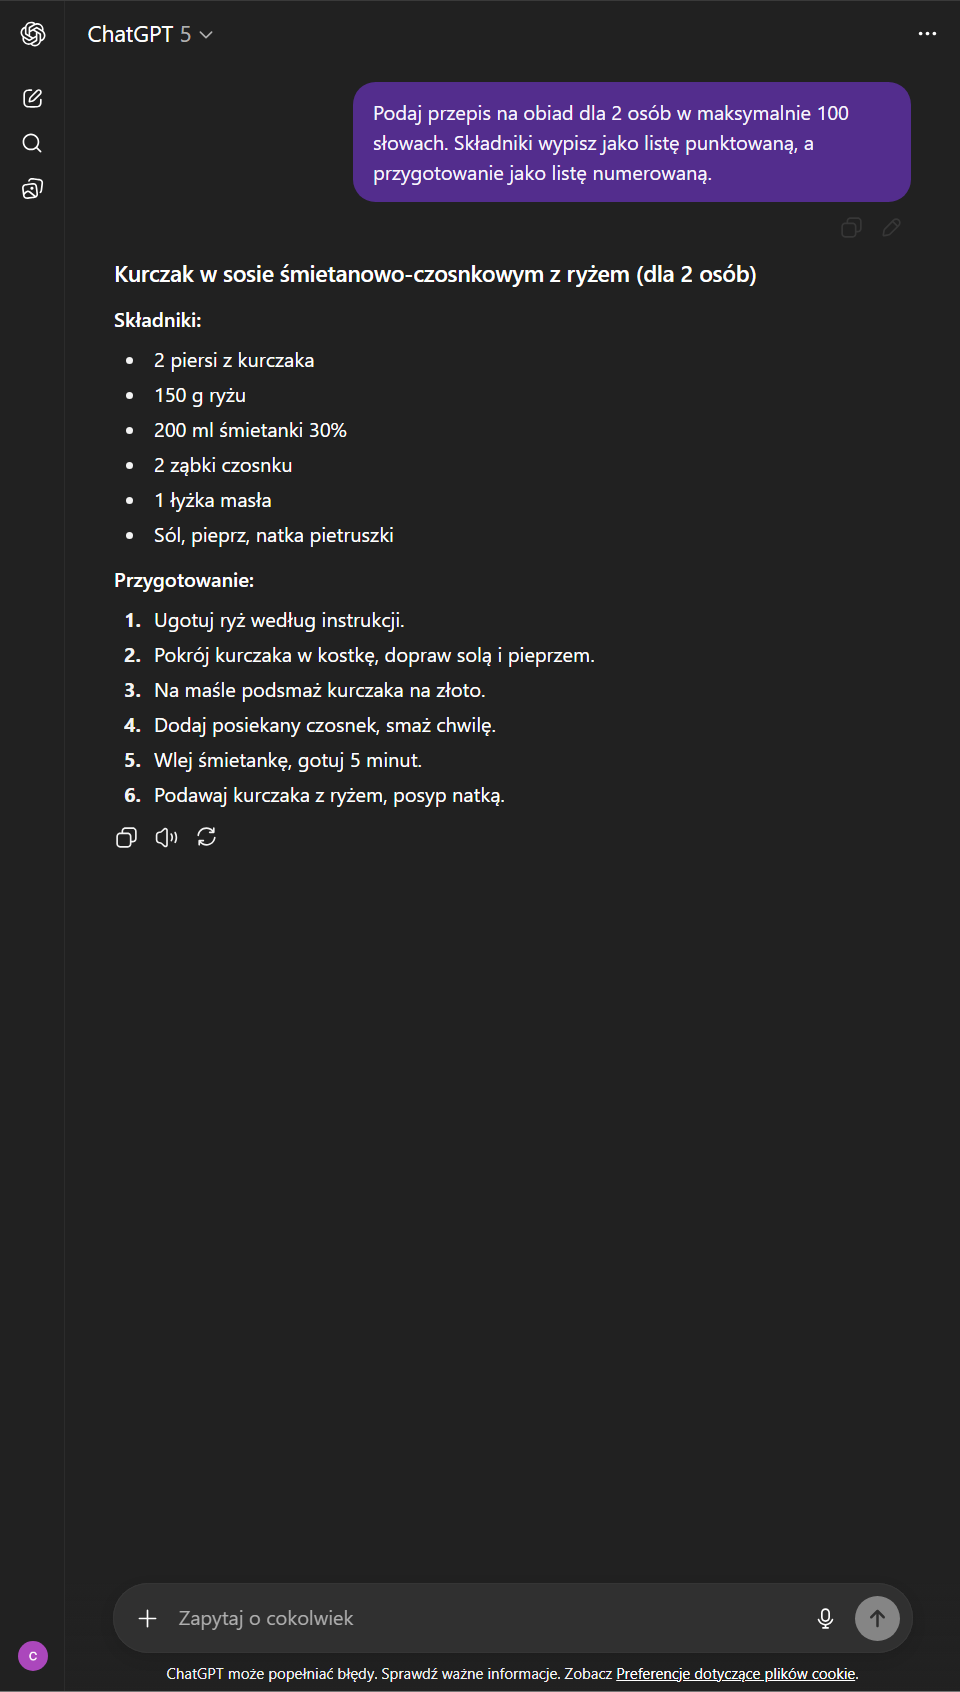 ChatGPT 5
Podaj przepis na obiad dla 2 osób w maksymalnie 100
słowach. Składniki wypisz jako listę punktowaną, a
przygotowanie jako listę numerowaną.
Kurczak w sosie śmietanowo-czosnkowym z ryżem (dla 2 osób)
Składniki:
• 2 piersi z kurczaka
• 150 g ryżu
• 200 ml śmietanki 30%
• 2 ząbki czosnku
• 1 łyżka masła
• Sól, pieprz, natka pietruszki
Przygotowanie:
1. Ugotuj ryż według instrukcji.
2. Pokrój kurczaka w kostkę, dopraw solą i pieprzem.
3. Na maśle podsmaż kurczaka na złoto.
4. Dodaj posiekany czosnek, smaż chwilę.
5. Wlej śmietankę, gotuj 5 minut.
6. Podawaj kurczaka z ryżem, posyp natką.
Zapytaj o cokolwiek
C
ChatGPT może popełniać błędy. Sprawdź ważne informacje. Zobacz Preferencje dotyczące plików cookie.